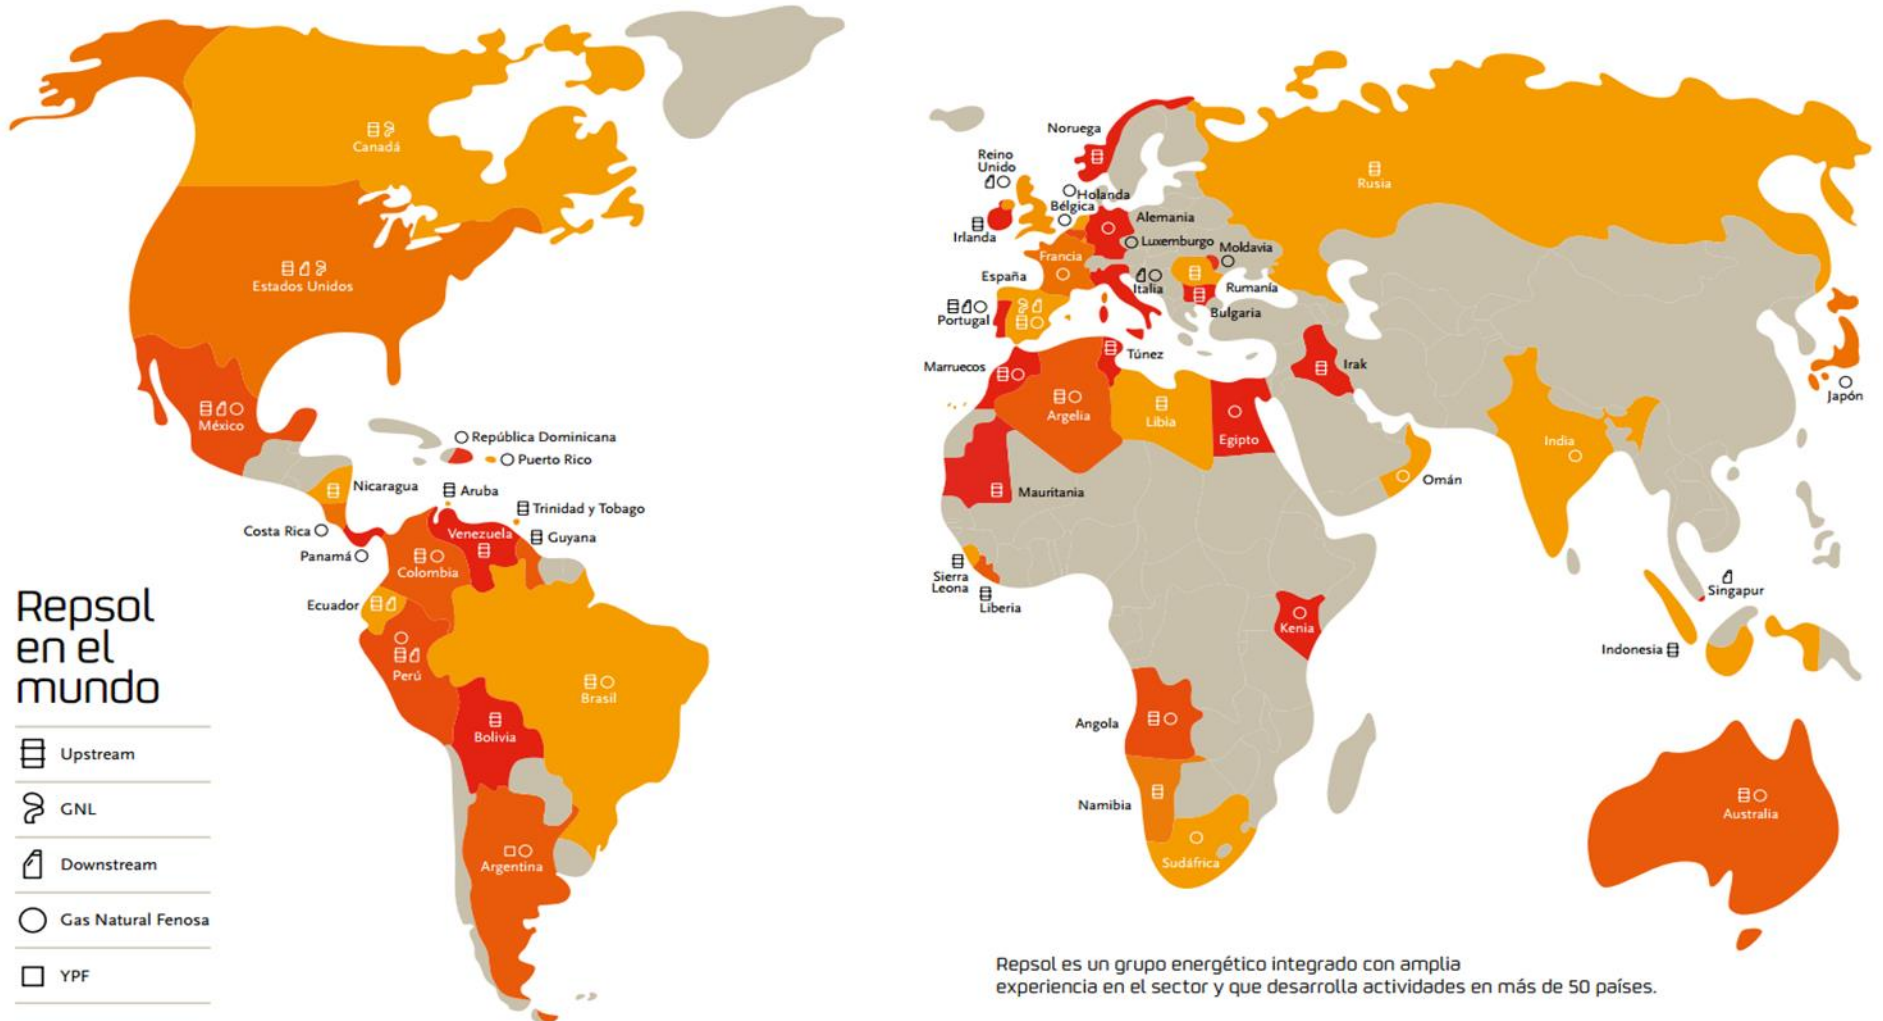 Canadá
Estados Unidos
México
República Dominicana
Puerto Rico
Nicaragua
Aruba
Trinidad y Tobago
Costa Rica
Venezuela
Guyana
Panamá
Colombia
Ecuador
Perú
Brasil
Bolivia
Argentina
Repsol
en el
mundo
Upstream
GNL
Downstream
Gas Natural Fenosa
YPF
Noruega
Reino
Unido
Holanda
Bélgica
Alemania
Irlanda
Luxemburgo
Moldavia
Francia
España
Italia
Rumanía
Portugal
Bulgaria
Rusia
Túnez
Marruecos
Irak
Japón
Argelia
Libia
Egipto
India
Omán
Mauritania
Sierra
Leona
Liberia
Singapur
Kenia
Indonesia
Angola
Namibia
Sudáfrica
Australia
Repsol es un grupo energético integrado con amplia
experiencia en el sector y que desarrolla actividades en más de 50 países.